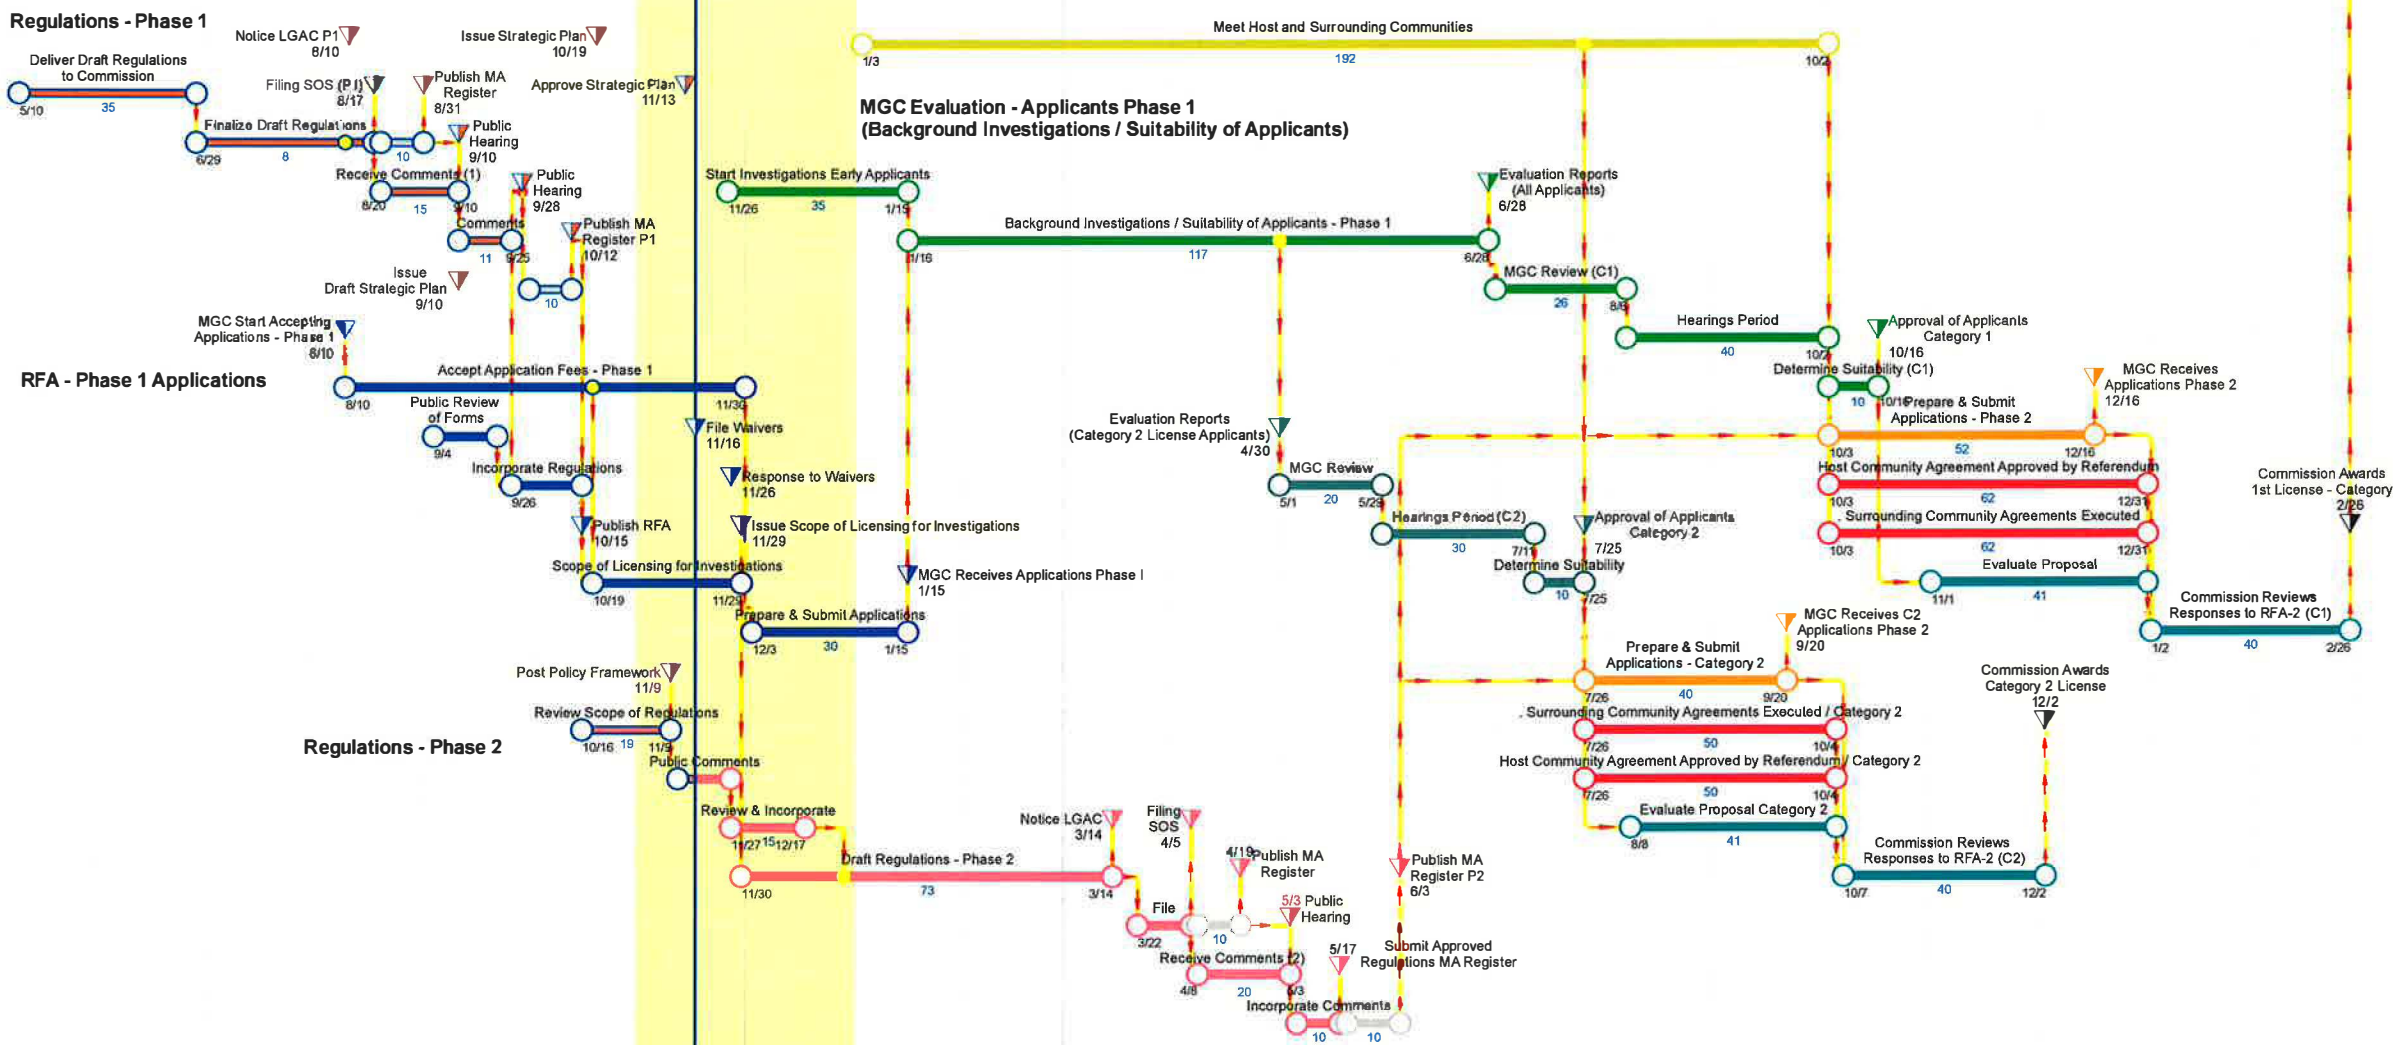 Regulations - Phase 1
Deliver Draft Regulations
to Commission
5/10
35
Notice LGAC P1
8/10
Issue Strategic Plan
10/19
Filing SOS (P1)
8/17
Publish MA
Register
8/31
Approve Strategic Plan
11/13
Finalize Draft Regulations
6/29
8
10
Public
Hearing
9/10
Receive Comments (1)
8/20
15
9/10
Public
Hearing
9/28
Comments
11
9/25
Publish MA
Register P1
10/12
10
Issue
Draft Strategic Plan
9/10
Meet Host and Surrounding Communities
1/3
192
10/2
MGC Evaluation - Applicants Phase 1
(Background Investigations / Suitability of Applicants)
Start Investigations Early Applicants
11/26
35
1/15
Background Investigations / Suitability of Applicants - Phase 1
1/16
117
6/28
Evaluation Reports
(All Applicants)
6/28
MGC Review (C1)
26
8/6
Hearings Period
40
10/2
Approval of Applicants
Category 1
10/16
Determine Suitability (C1)
10
10/16
MGC Start Accepting
Applications - Phase 1
8/10
RFA - Phase 1 Applications
Accept Application Fees - Phase 1
8/10
11/30
Public Review
of Forms
9/4
Incorporate Regulations
9/26
File Waivers
11/16
Response to Waivers
11/26
Publish RFA
10/15
Issue Scope of Licensing for Investigations
11/29
Scope of Licensing for Investigations
10/19
11/29
MGC Receives Applications Phase I
1/15
Prepare & Submit Applications
12/3
30
1/15
Evaluation Reports
(Category 2 License Applicants)
4/30
MGC Review
5/1
20
5/29
Hearings Period (C2)
30
7/11
Approval of Applicants
Category 2
7/25
Determine Suitability
10
7/25
MGC Receives
Applications Phase 2
12/16
Prepare & Submit
Applications - Phase 2
10/3
52
12/16
Host Community Agreement Approved by Referendum
10/3
62
12/31
. Surrounding Community Agreements Executed
10/3
62
12/31
Evaluate Proposal
11/1
41
Commission Awards
1st License - Category
2/26
Commission Reviews
Responses to RFA-2 (C1)
1/2
40
2/26
MGC Receives C2
Applications Phase 2
9/20
Prepare & Submit
Applications - Category 2
7/26
40
9/20
. Surrounding Community Agreements Executed / Category 2
7/26
50
10/4
Host Community Agreement Approved by Referendum / Category 2
7/26
50
10/4
Evaluate Proposal Category 2
8/8
41
Commission Awards
Category 2 License
12/2
Commission Reviews
Responses to RFA-2 (C2)
10/7
40
12/2
Post Policy Framework
11/9
Review Scope of Regulations
10/16
19
11/9
Regulations - Phase 2
Public Comments
Review & Incorporate
11/27
15
12/17
Draft Regulations - Phase 2
11/30
73
3/14
Notice LGAC
3/14
Filing
SOS
4/5
File
3/22
10
4/19
Publish MA
Register
5/3 Public
Hearing
Receive Comments (2)
4/8
20
5/3
Publish MA
Register P2
6/3
5/17
Submit Approved
Regulations MA Register
Incorporate Comments
10
10